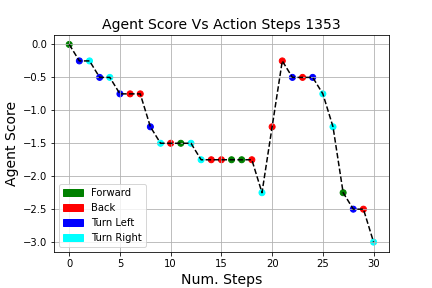 Agent Score Vs Action Steps 1353
Agent Score
0.0
−0.5
−1.0
−1.5
−2.0
−2.5
−3.0
Forward
Back
Turn Left
Turn Right
0 5 10 15 20 25 30
Num. Steps